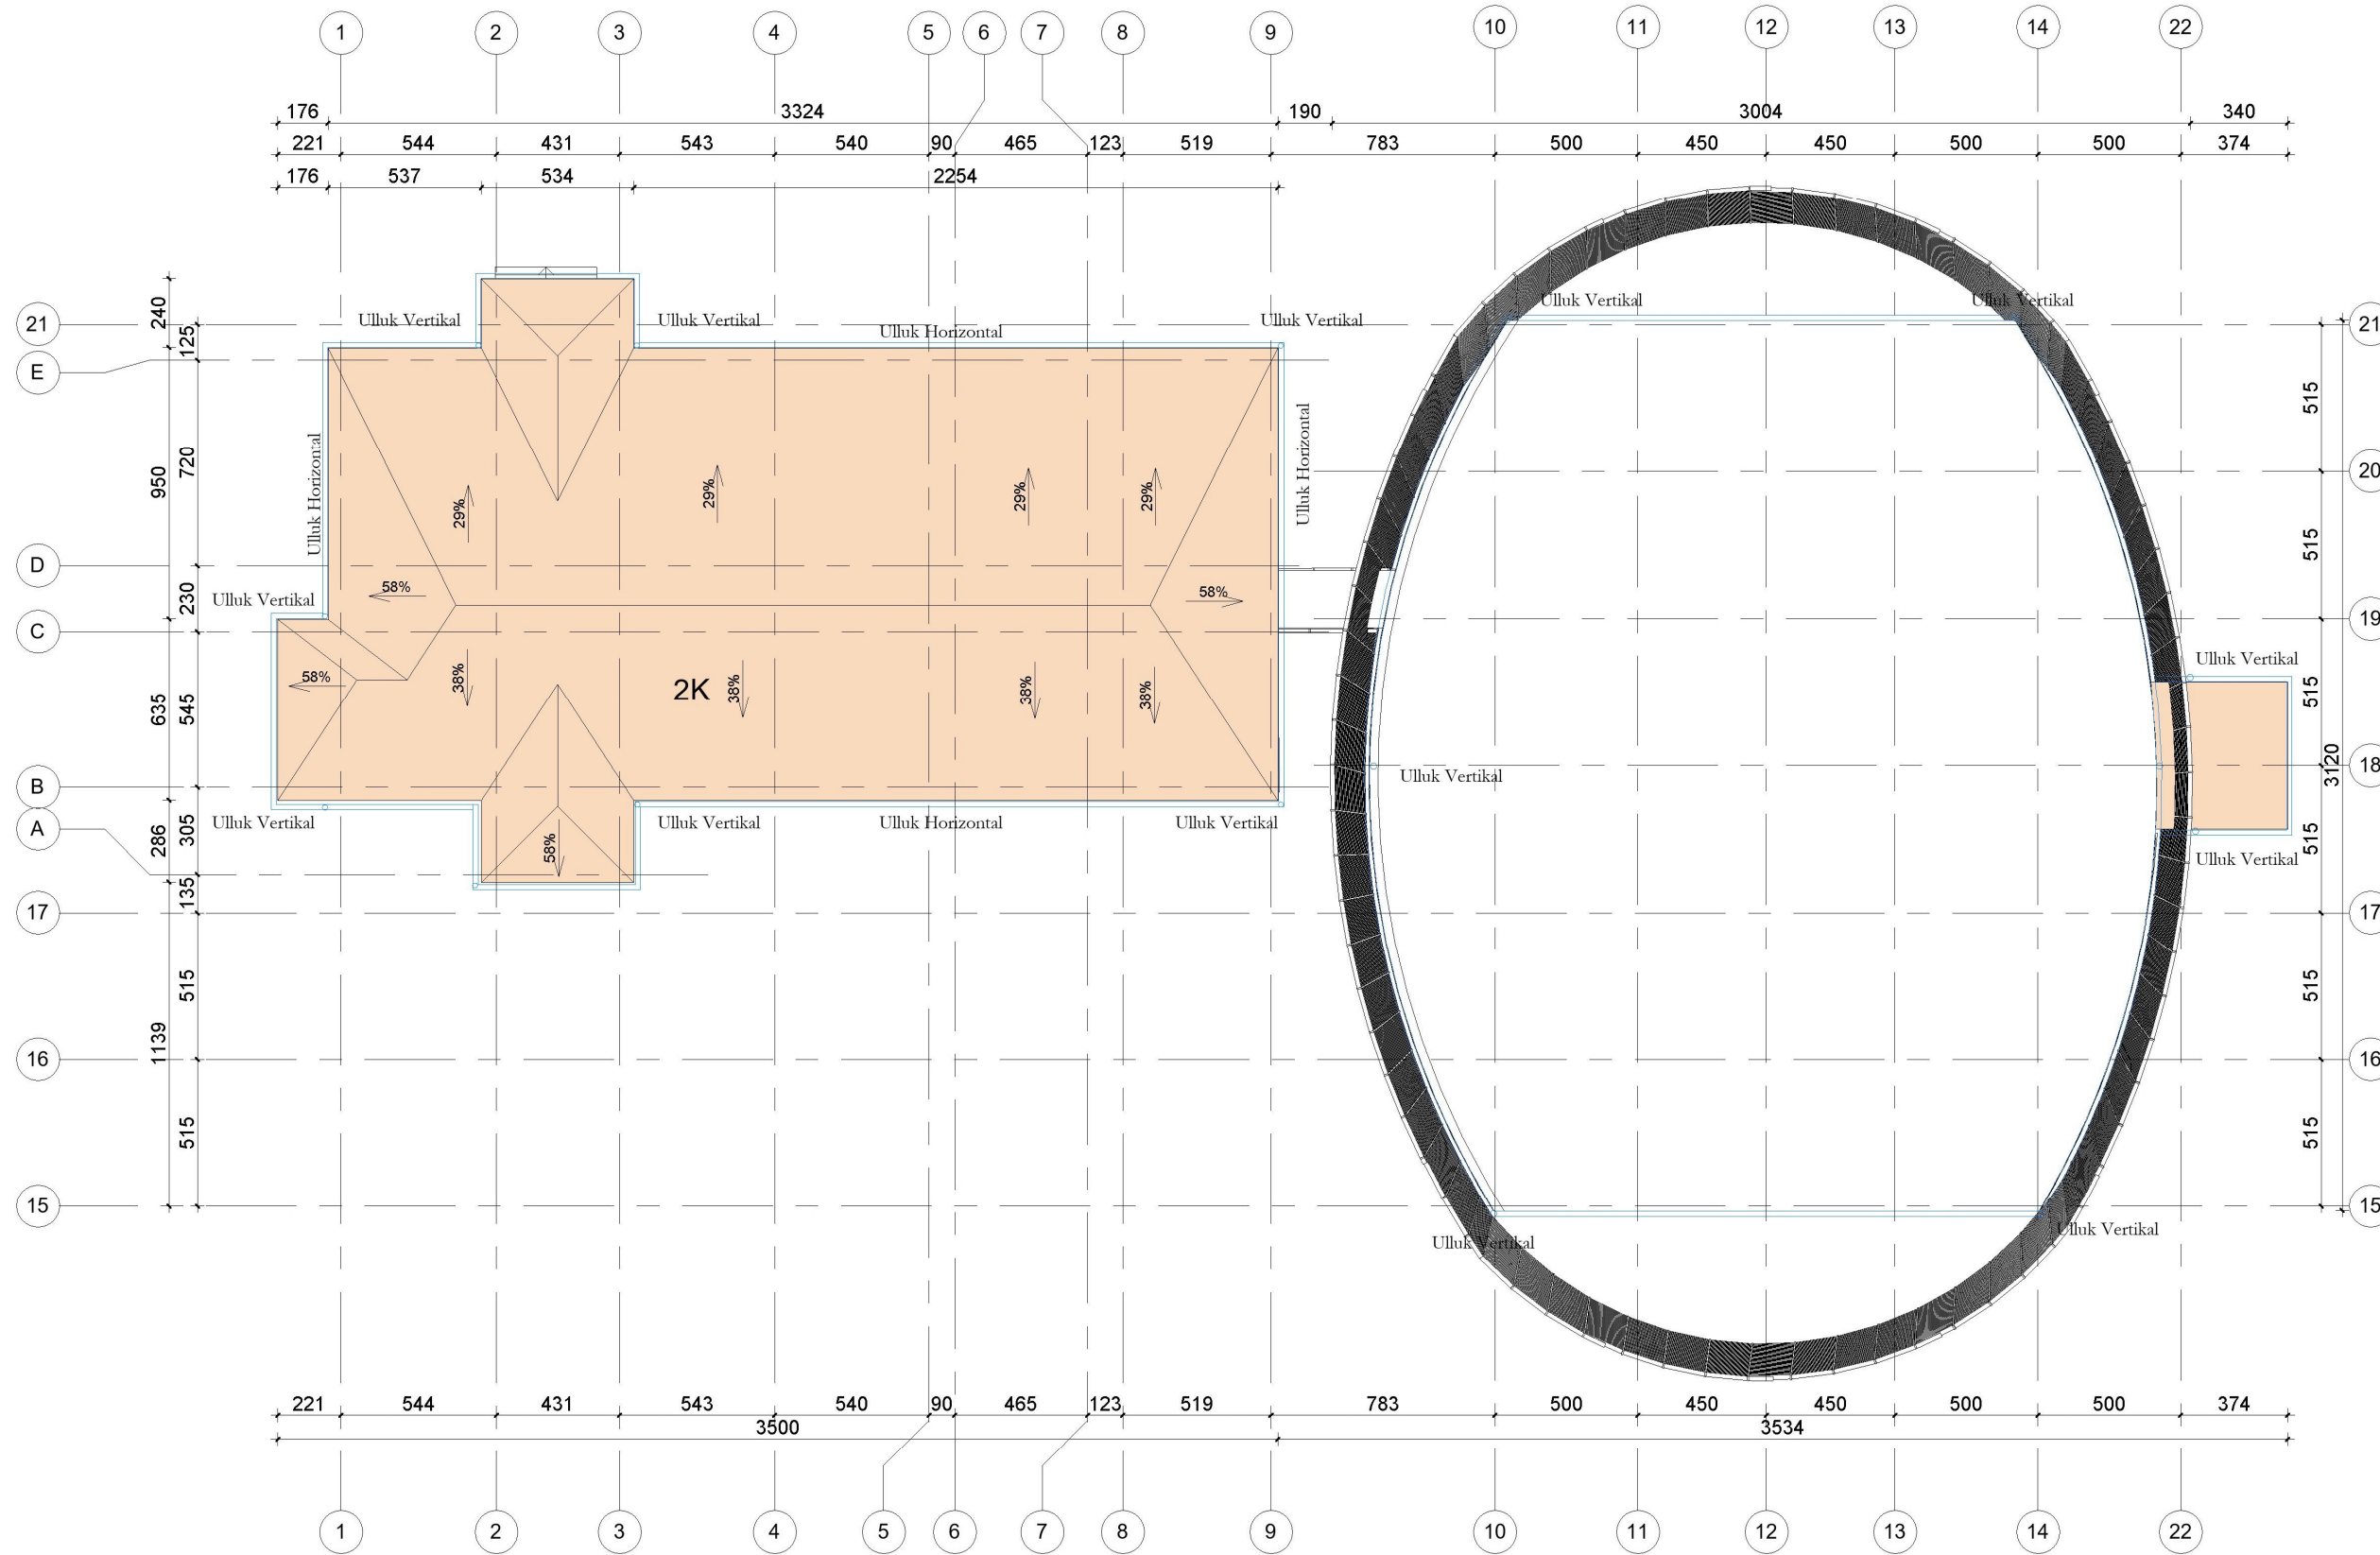 1 2 3 4 5 6 7 8 9 10 11 12 13 14 22
176 3324 190 3004 340
221 544 431 543 540 90 465 123 519 783 500 450 450 500 500 374
176 537 534 2254
Ulluk Vertikal Ulluk Vertikal
240
21 Ulluk Vertikal Ulluk Vertikal Ulluk Vertikal 21
Ulluk Horizontal
125
E
515
Ulluk Horizontal
Ulluk Horizontal
950 720
20
29% 29% 29% 29%
515
D
58% 58%
230
Ulluk Vertikal
19
C
Ulluk Vertikal
58% 38% 2K 38% 38% 38%
635 545
515
3120
18
Ulluk Vertikal
B
A
Ulluk Vertikal Ulluk Vertikal Ulluk Horizontal Ulluk Vertikal
286 305
515
58%
Ulluk Vertikal
135
17 17
515
515
1139
16 16
515
515
15 15
Ulluk Vertikal
Ulluk Vertikal
221 544 431 543 540 90 465 123 519 783 500 450 450 500 500 374
3500 3534
1 2 3 4 5 6 7 8 9 10 11 12 13 14 22